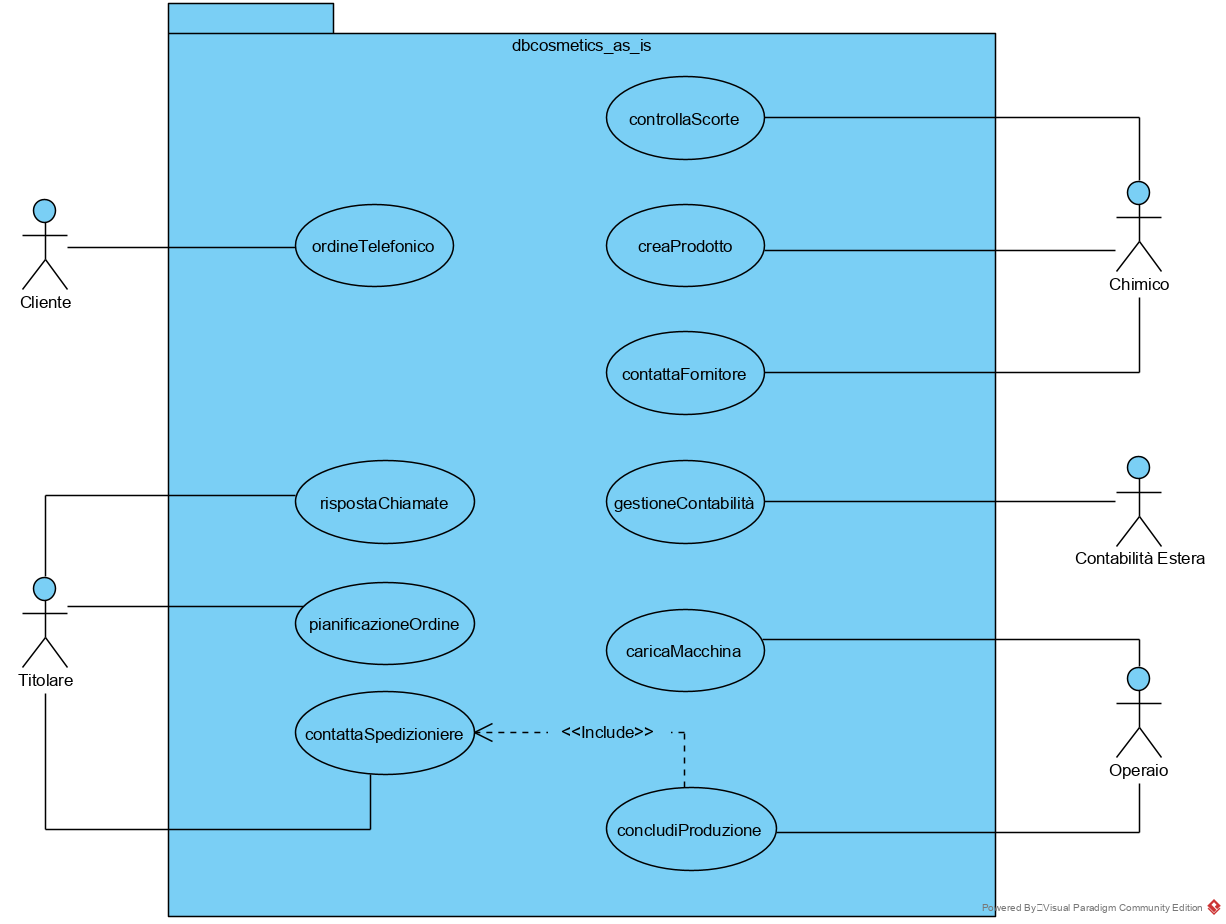 dbcosmetics_as_is
controllaScorte
Cliente
ordineTelefonico
creaProdotto
Chimico
contattaFornitore
rispostaChiamate
gestioneContabilità
Contabilità Estera
Titolare
pianificazioneOrdine
caricaMacchina
contattaSpedizioniere
<<Include>>
Operaio
concludiProduzione
Powered By Visual Paradigm Community Edition